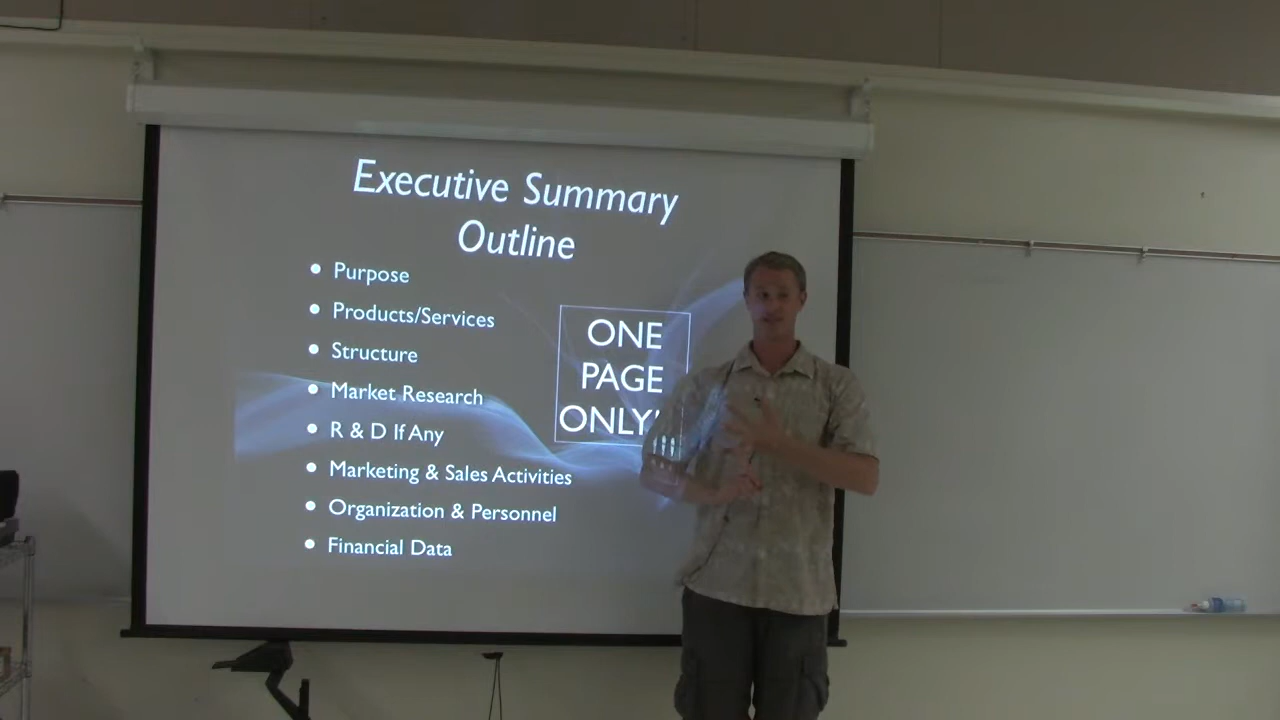 Executive Summary
Outline
Purpose
Products/Services
Structure
Market Research
R & D If Any
Marketing & Sales Activities
Organization & Personnel
Financial Data
ONE
PAGE
ONLY!